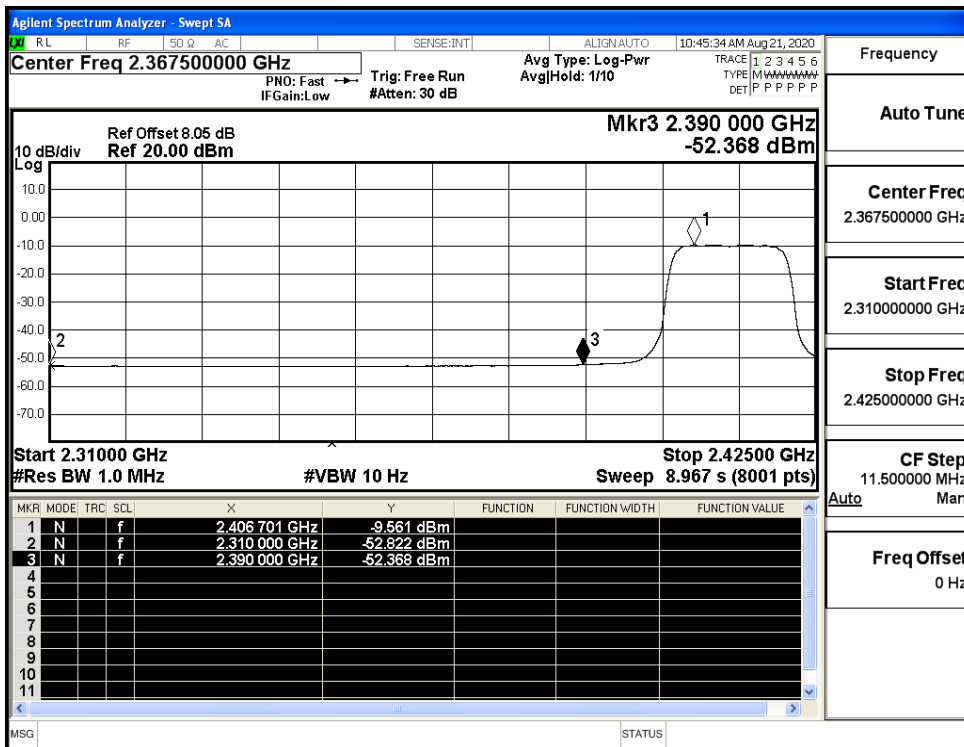 Agilent Spectrum Analyzer - Swept SA
LXI RL RF 50 Ω AC SENSE:INT ALIGN AUTO 10:45:34 AM Aug 21, 2020
Center Freq 2.367500000 GHz
PNO: Fast
IFGain:Low
Trig: Free Run
#Atten: 30 dB
Avg Type: Log-Pwr
Avg|Hold: 1/10
TRACE 1 2 3 4 5 6
TYPE M W W W W W
DET P P P P P P
Ref Offset 8.05 dB
10 dB/div Ref 20.00 dBm
Log
Mkr3 2.390 000 GHz
-52.368 dBm
10.0
0.00
-10.0
-20.0
-30.0
-40.0
-50.0
-60.0
-70.0
1
2
3
Start 2.31000 GHz Stop 2.42500 GHz
#Res BW 1.0 MHz #VBW 10 Hz Sweep 8.967 s (8001 pts)
MKR MODE TRC SCL X Y FUNCTION FUNCTION WIDTH FUNCTION VALUE
1 N f 2.406 701 GHz -9.561 dBm
2 N f 2.310 000 GHz -52.822 dBm
3 N f 2.390 000 GHz -52.368 dBm
4
5
6
7
8
9
10
11
MSG STATUS
Frequency
Auto Tune
Center Freq
2.367500000 GHz
Start Freq
2.310000000 GHz
Stop Freq
2.425000000 GHz
CF Step
11.500000 MHz
Auto Man
Freq Offset
0 Hz